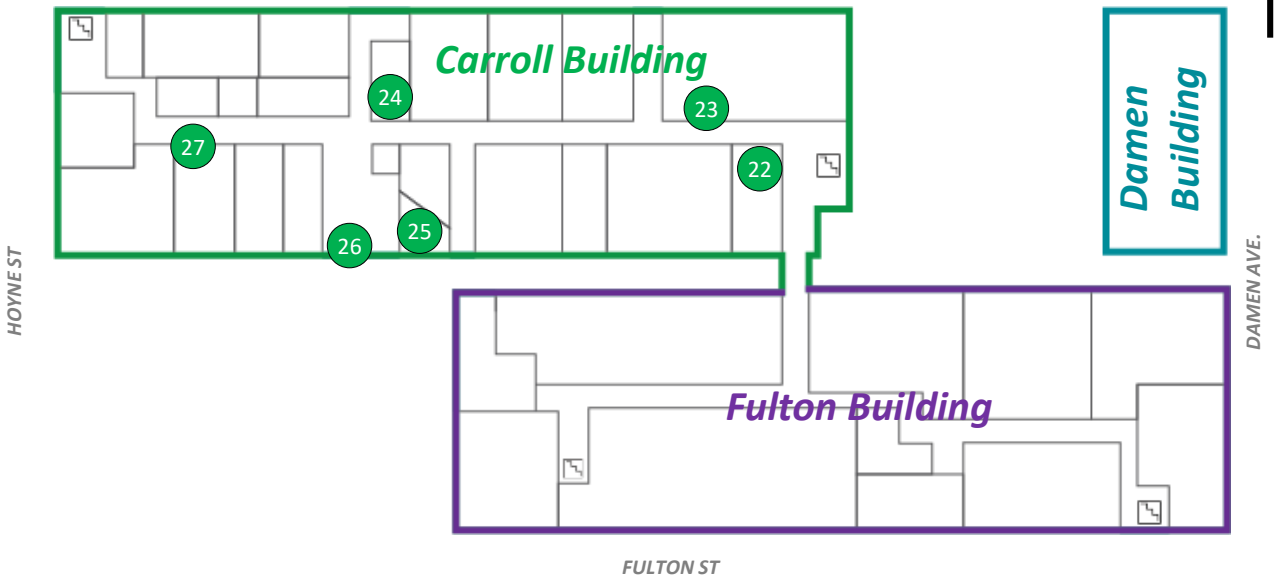 Carroll Building
24
23
27
22
25
26
Damen
Building
HOYNE ST
DAMEN AVE.
Fulton Building
FULTON ST